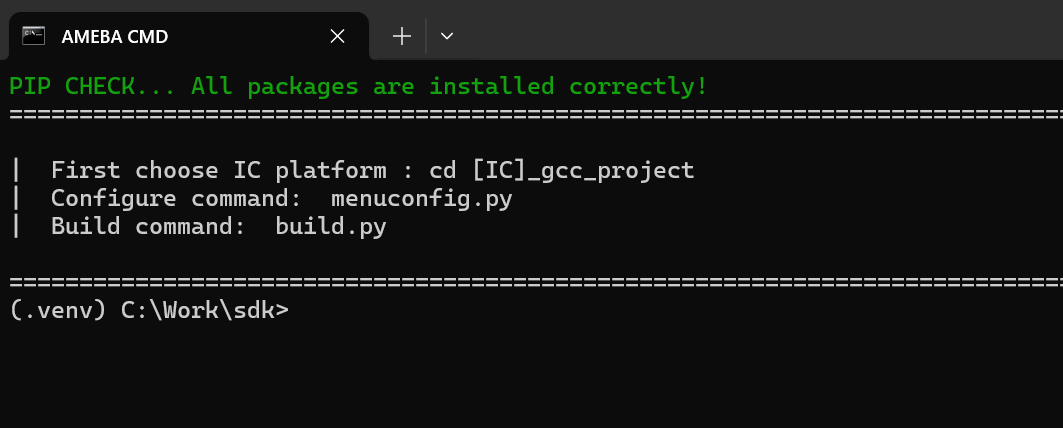 AMEBA CMD
PIP CHECK... All packages are installed correctly!
================================================================================
|  First choose IC platform : cd [IC]_gcc_project
|  Configure command:  menuconfig.py
|  Build command:  build.py
================================================================================
(.venv) C:\Work\sdk>